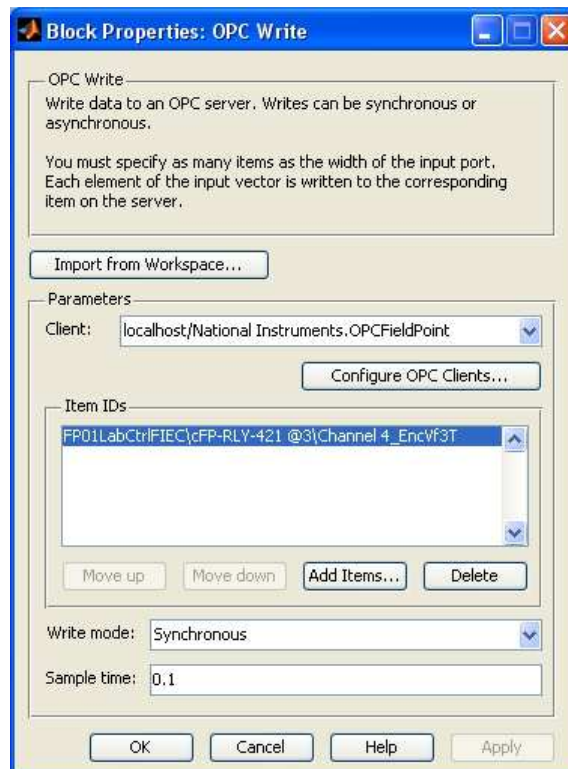 Block Properties: OPC Write
OPC Write
Write data to an OPC server. Writes can be synchronous or
asynchronous.
You must specify as many items as the width of the input port.
Each element of the input vector is written to the corresponding
item on the server.
Import from Workspace...
Parameters
Client: localhost/National Instruments.OPCFieldPoint
Configure OPC Clients...
Item IDs
FP01LabCtrlFIEC\cFP-RLY-421 @3\Channel 4_EncVf3T
Move up Move down Add Items... Delete
Write mode: Synchronous
Sample time: 0.1
OK Cancel Help Apply